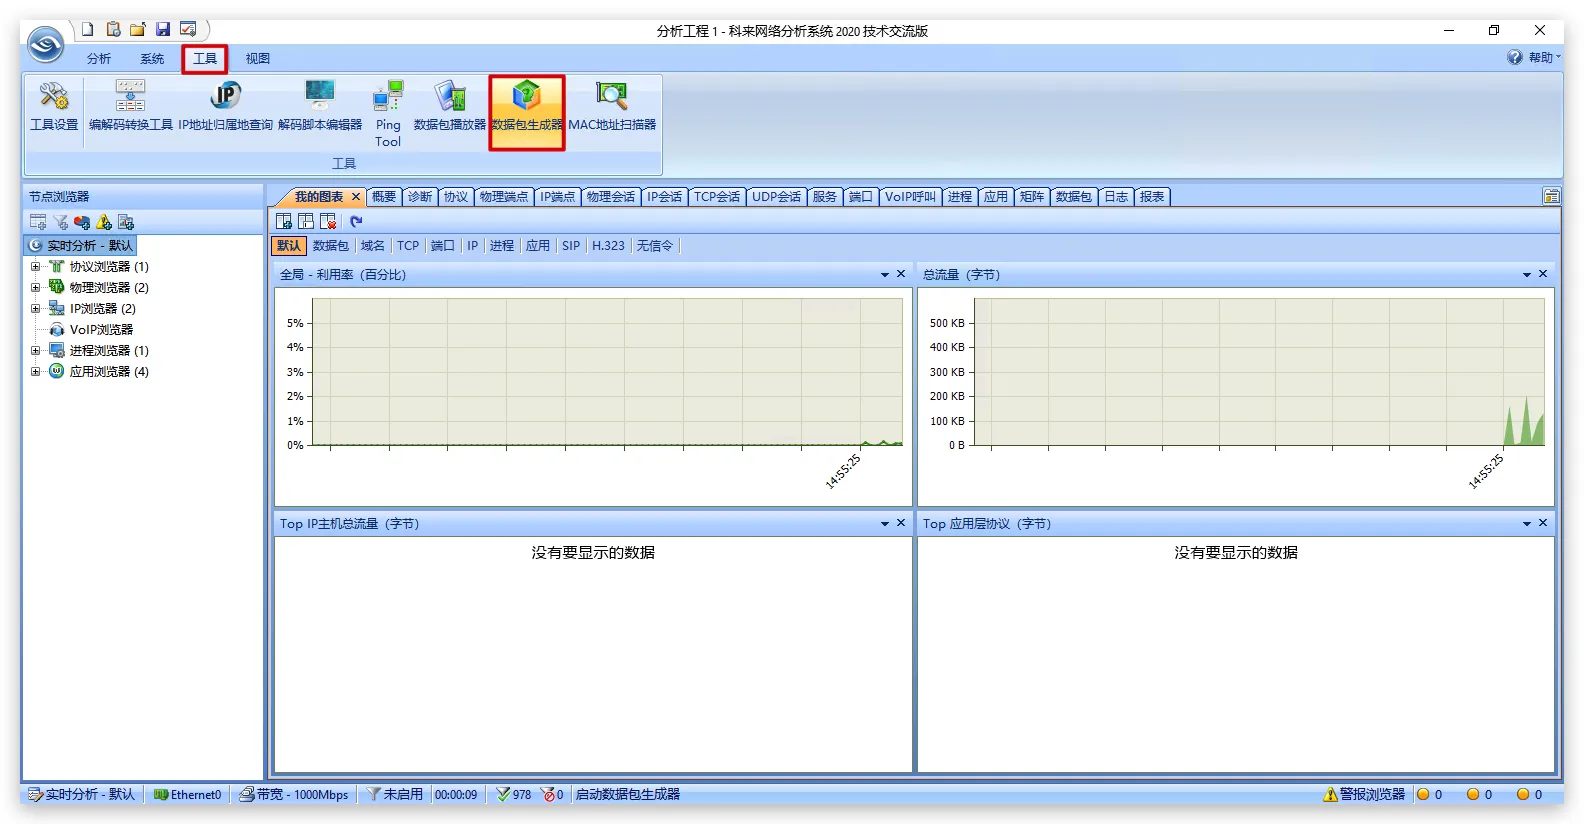 分析工程 1 - 科来网络分析系统 2020 技术交流版
分析 系统 工具 视图
帮助
工具设置 编解码转换工具 IP地址归属地查询 解码脚本编辑器 Ping Tool 数据包播放器 数据包生成器 MAC地址扫描器
工具
节点浏览器
实时分析 - 默认
协议浏览器 (1)
物理浏览器 (2)
IP浏览器 (2)
VoIP浏览器
进程浏览器 (1)
应用浏览器 (4)
我的图表 概要 诊断 协议 物理端点 IP端点 物理会话 IP会话 TCP会话 UDP会话 服务 端口 VoIP呼叫 进程 应用 矩阵 数据包 日志 报表
默认 数据包 域名 TCP 端口 IP 进程 应用 SIP H.323 无信令
全局 - 利用率 (百分比)
5%
4%
3%
2%
1%
0%
14:55:25
总流量 (字节)
500 KB
400 KB
300 KB
200 KB
100 KB
0 B
14:55:25
Top IP主机总流量 (字节)
没有要显示的数据
Top 应用层协议 (字节)
没有要显示的数据
实时分析 - 默认 Ethernet0 带宽 - 1000Mbps 未启用 00:00:09 978 0 启动数据包生成器 警报浏览器 0 0 0